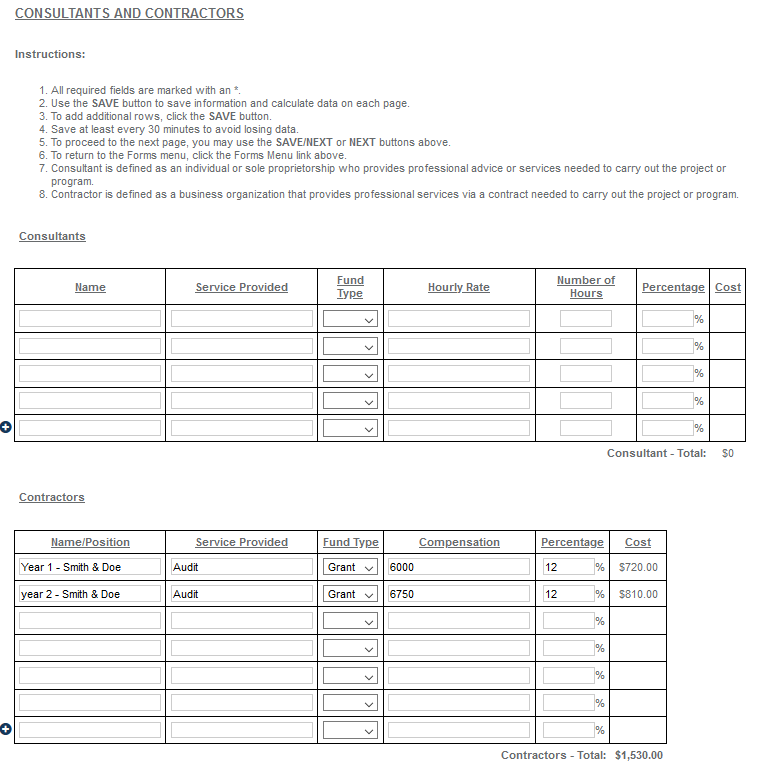 CONSULTANTS AND CONTRACTORS
Instructions:
1. All required fields are marked with an *.
2. Use the SAVE button to save information and calculate data on each page.
3. To add additional rows, click the SAVE button.
4. Save at least every 30 minutes to avoid losing data.
5. To proceed to the next page, you may use the SAVE/NEXT or NEXT buttons above.
6. To return to the Forms menu, click the Forms Menu link above.
7. Consultant is defined as an individual or sole proprietorship who provides professional advice or services needed to carry out the project or
program.
8. Contractor is defined as a business organization that provides professional services via a contract needed to carry out the project or program.
Consultants
Name Service Provided Fund Type Hourly Rate Number of Hours Percentage Cost
%
%
%
%
%
Consultant - Total: $0
Contractors
Name/Position Service Provided Fund Type Compensation Percentage Cost
Year 1 - Smith & Doe Audit Grant 6000 12 % $720.00
year 2 - Smith & Doe Audit Grant 6750 12 % $810.00
%
%
%
%
%
Contractors - Total: $1,530.00